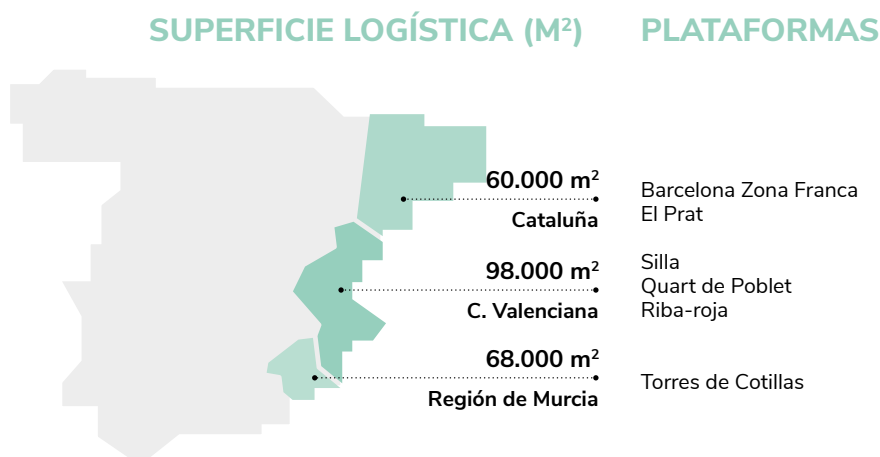 SUPERFICIE LOGÍSTICA (M²)
PLATAFORMAS
60.000 m²
Cataluña
Barcelona Zona Franca
El Prat
98.000 m²
C. Valenciana
Silla
Quart de Poblet
Riba-roja
68.000 m²
Región de Murcia
Torres de Cotillas